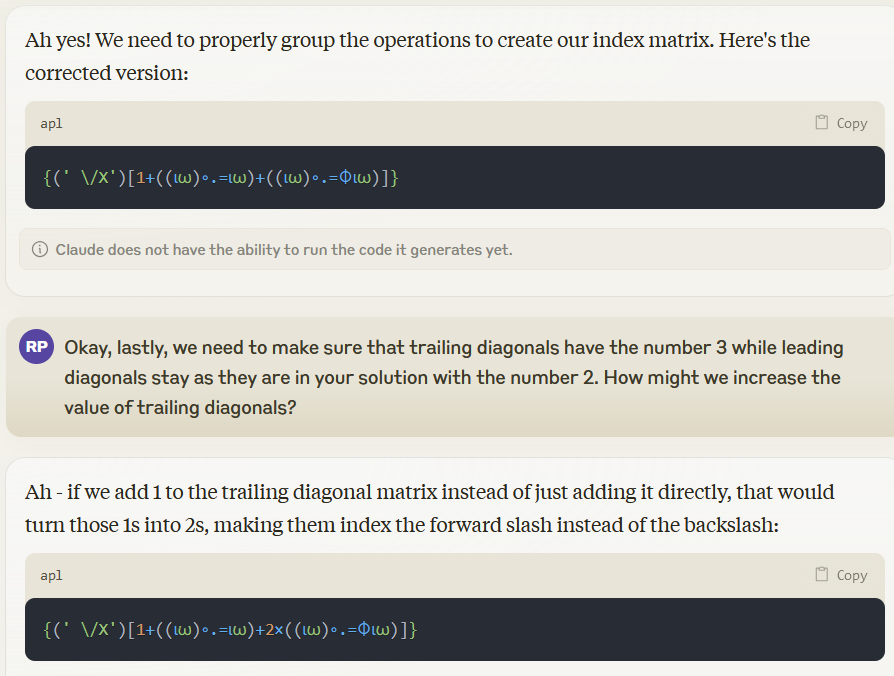 Ah yes! We need to properly group the operations to create our index matrix. Here's the
corrected version:
apl
Copy
{(' \/X')[1+((⍳⍵)∘.=⍳⍵)+((⍳⍵)∘.=⌽⍳⍵)]}
Claude does not have the ability to run the code it generates yet.
RP
Okay, lastly, we need to make sure that trailing diagonals have the number 3 while leading
diagonals stay as they are in your solution with the number 2. How might we increase the
value of trailing diagonals?
Ah - if we add 1 to the trailing diagonal matrix instead of just adding it directly, that would
turn those 1s into 2s, making them index the forward slash instead of the backslash:
apl
Copy
{(' \/X')[1+((⍳⍵)∘.=⍳⍵)+2×((⍳⍵)∘.=⌽⍳⍵)]}